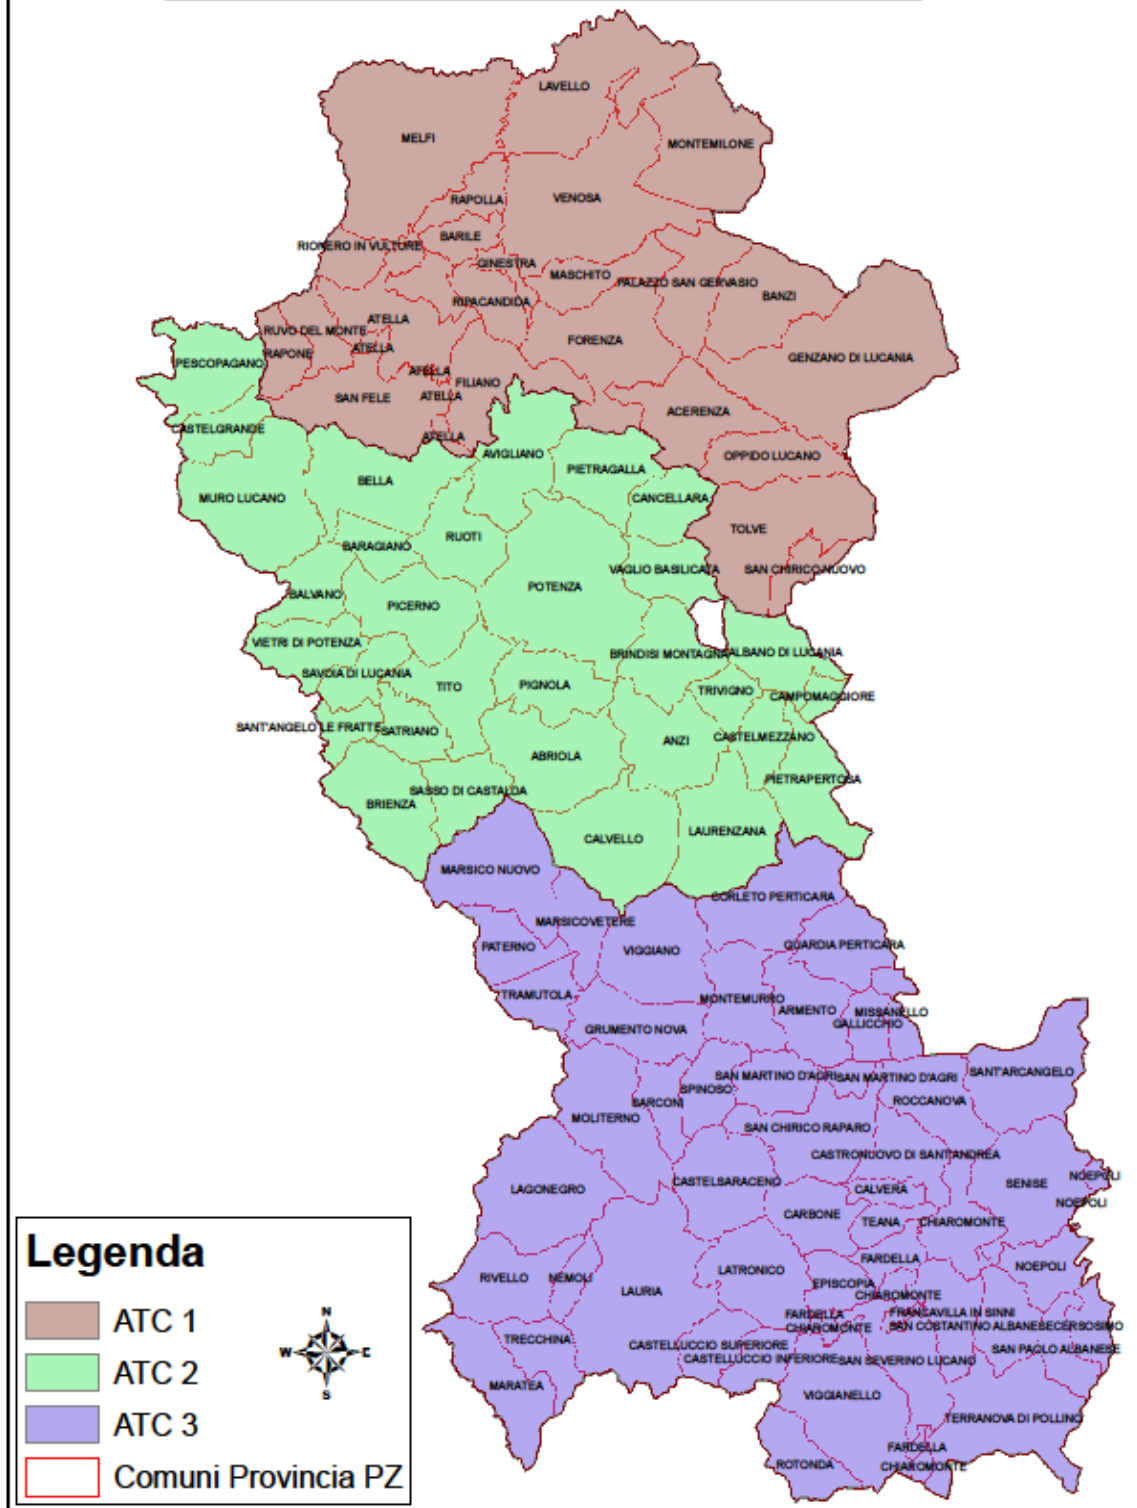 LAVELLO
MELFI
MONTEMILONE
RAPOLLA
VENOSA
BARILE
RIONERO IN VULTURE
GINESTRA
MASCHITO
PALAZZO SAN GERVASIO
BANZI
RIPACANDIDA
ATELLA
RUVO DEL MONTE
FORENZA
ATELLA
RAPONE
GENZANO DI LUCANIA
PESCOPAGANO
ATELLA
FILIANO
SAN FELE
ATELLA
ACERENZA
CASTELGRANDE
ATELLA
AVIGLIANO
OPPIDO LUCANO
PIETRAGALLA
BELLA
MURO LUCANO
CANCELLARA
TOLVE
RUOTI
BARAGIANO
VAGLIO BASILICATA
SAN CHIRICO NUOVO
POTENZA
BALVANO
PICERNO
VIETRI DI POTENZA
BRINDISI MONTAGNA
ALBANO DI LUCANIA
SAVOIA DI LUCANIA
TITO
PIGNOLA
TRIVIGNO
CAMPOMAGGIORE
SANT'ANGELO LE FRATTE
SATRIANO
ANZI
CASTELMEZZANO
ABRIOLA
PIETRAPERTOSA
SASSO DI CASTALDA
BRIENZA
LAURENZANA
CALVELLO
MARSICO NUOVO
CORLETO PERTICARA
MARSICOVETERE
PATERNO
VIGGIANO
GUARDIA PERTICARA
TRAMUTOLA
MONTEMURRO
ARMENTO
MISSANELLO
GALLICCHIO
GRUMENTO NOVA
SANT'ARCANGELO
SAN MARTINO D'AGRI
SAN MARTINO D'AGRI
SPINOSO
SARCONI
ROCCANOVA
MOLITERNO
SAN CHIRICO RAPARO
CASTRONUOVO DI SANT'ANDREA
NOEPOLI
CASTELSARACENO
SENISE
LAGONEGRO
CALVERA
NOEPOLI
CARBONE
TEANA
CHIAROMONTE
FARDELLA
NOEPOLI
LATRONICO
RIVELLO
NEMOLI
EPISCOPIA
LAURIA
CHIAROMONTE
FARDELLA
FRANCAVILLA IN SINNI
CHIAROMONTE
SAN COSTANTINO ALBANESE
CERSOSIMO
TRECCHINA
CASTELLUCCIO SUPERIORE
SAN PAOLO ALBANESE
CASTELLUCCIO INFERIORE
SAN SEVERINO LUCANO
MARATEA
VIGGIANELLO
TERRANOVA DI POLLINO
FARDELLA
ROTONDA
CHIAROMONTE
Legenda
ATC 1
ATC 2
ATC 3
Comuni Provincia PZ
N
W
E
S